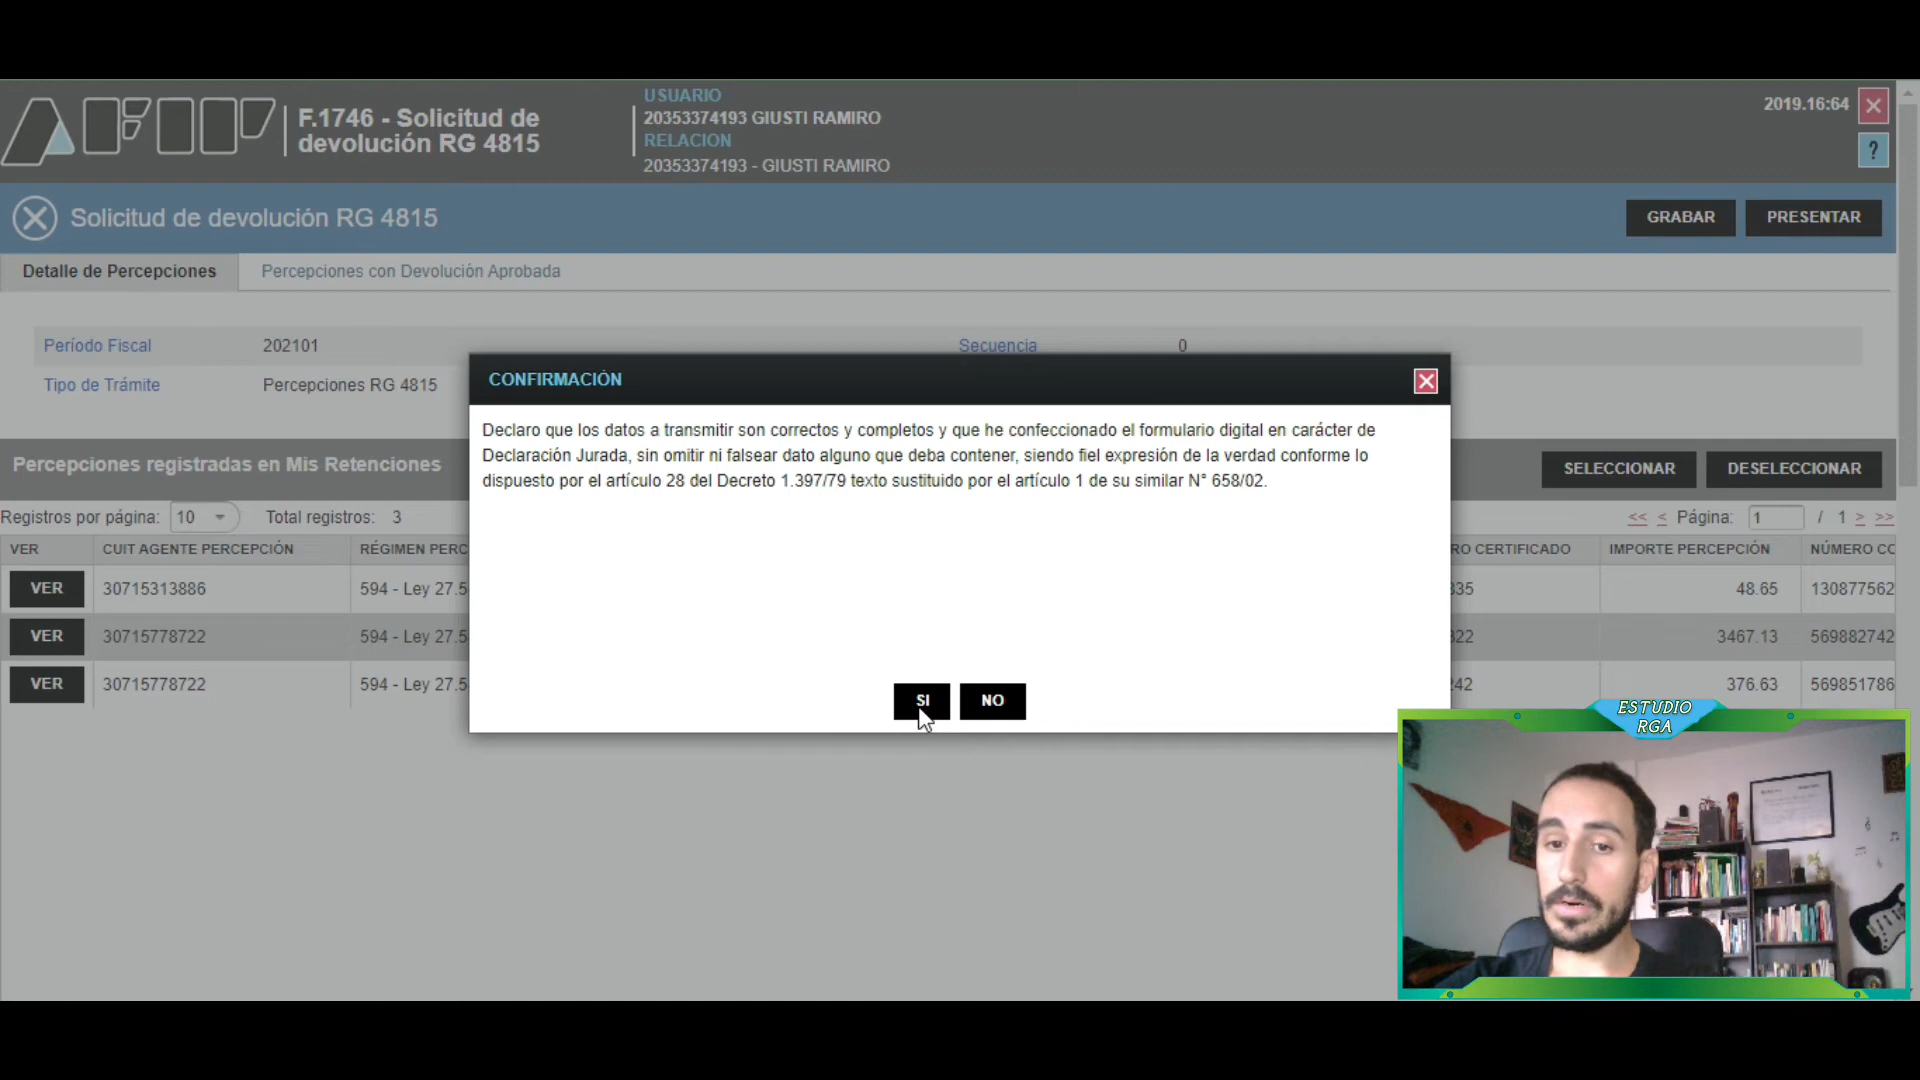 AFIP
F.1746 - Solicitud de
devolución RG 4815
USUARIO
20353374193 GIUSTI RAMIRO
RELACION
20353374193 - GIUSTI RAMIRO
2019.16:64
?
Solicitud de devolución RG 4815
GRABAR
PRESENTAR
Detalle de Percepciones
Percepciones con Devolución Aprobada
Período Fiscal
202101
Secuencia
0
Tipo de Trámite
Percepciones RG 4815
CONFIRMACIÓN
Declaro que los datos a transmitir son correctos y completos y que he confeccionado el formulario digital en carácter de
Declaración Jurada, sin omitir ni falsear dato alguno que deba contener, siendo fiel expresión de la verdad conforme lo
dispuesto por el artículo 28 del Decreto 1.397/79 texto sustituido por el artículo 1 de su similar N° 658/02.
SI
NO
Percepciones registradas en Mis Retenciones
SELECCIONAR
DESELECCIONAR
Registros por página: 10
Total registros: 3
<< < Página: 1 / 1 > >>
VER CUIT AGENTE PERCEPCIÓN RÉGIMEN PERC RO CERTIFICADO IMPORTE PERCEPCIÓN NÚMERO CO
VER 30715313886 594 - Ley 27.5 335 48.65 130877562
VER 30715778722 594 - Ley 27.5 322 3467.13 569882742
VER 30715778722 594 - Ley 27.5 242 376.63 569851786
ESTUDIO
RGA